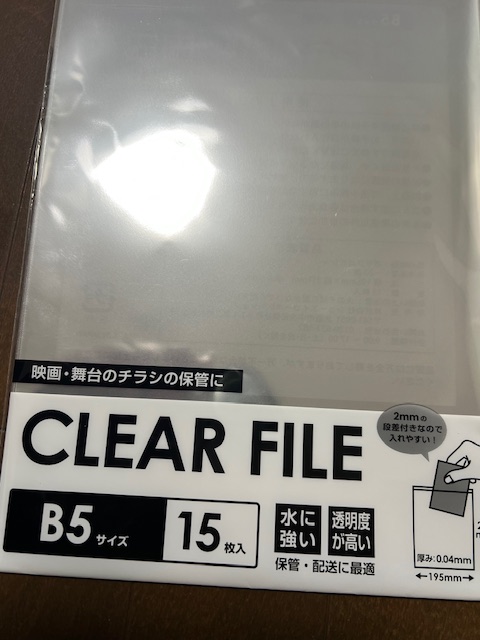 映画・舞台のチラシの保管に
CLEAR FILE
2mmの
段差付きなので
入れやすい!
B5サイズ
15枚入
水に
強い
透明度
が高い
保管・配送に最適
厚み:0.04mm
195mm